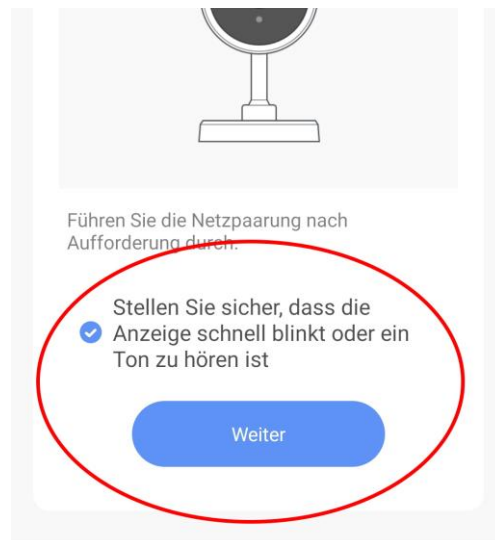 Führen Sie die Netzpaarung nach
Aufforderung durch.
Stellen Sie sicher, dass die
Anzeige schnell blinkt oder ein
Ton zu hören ist
Weiter